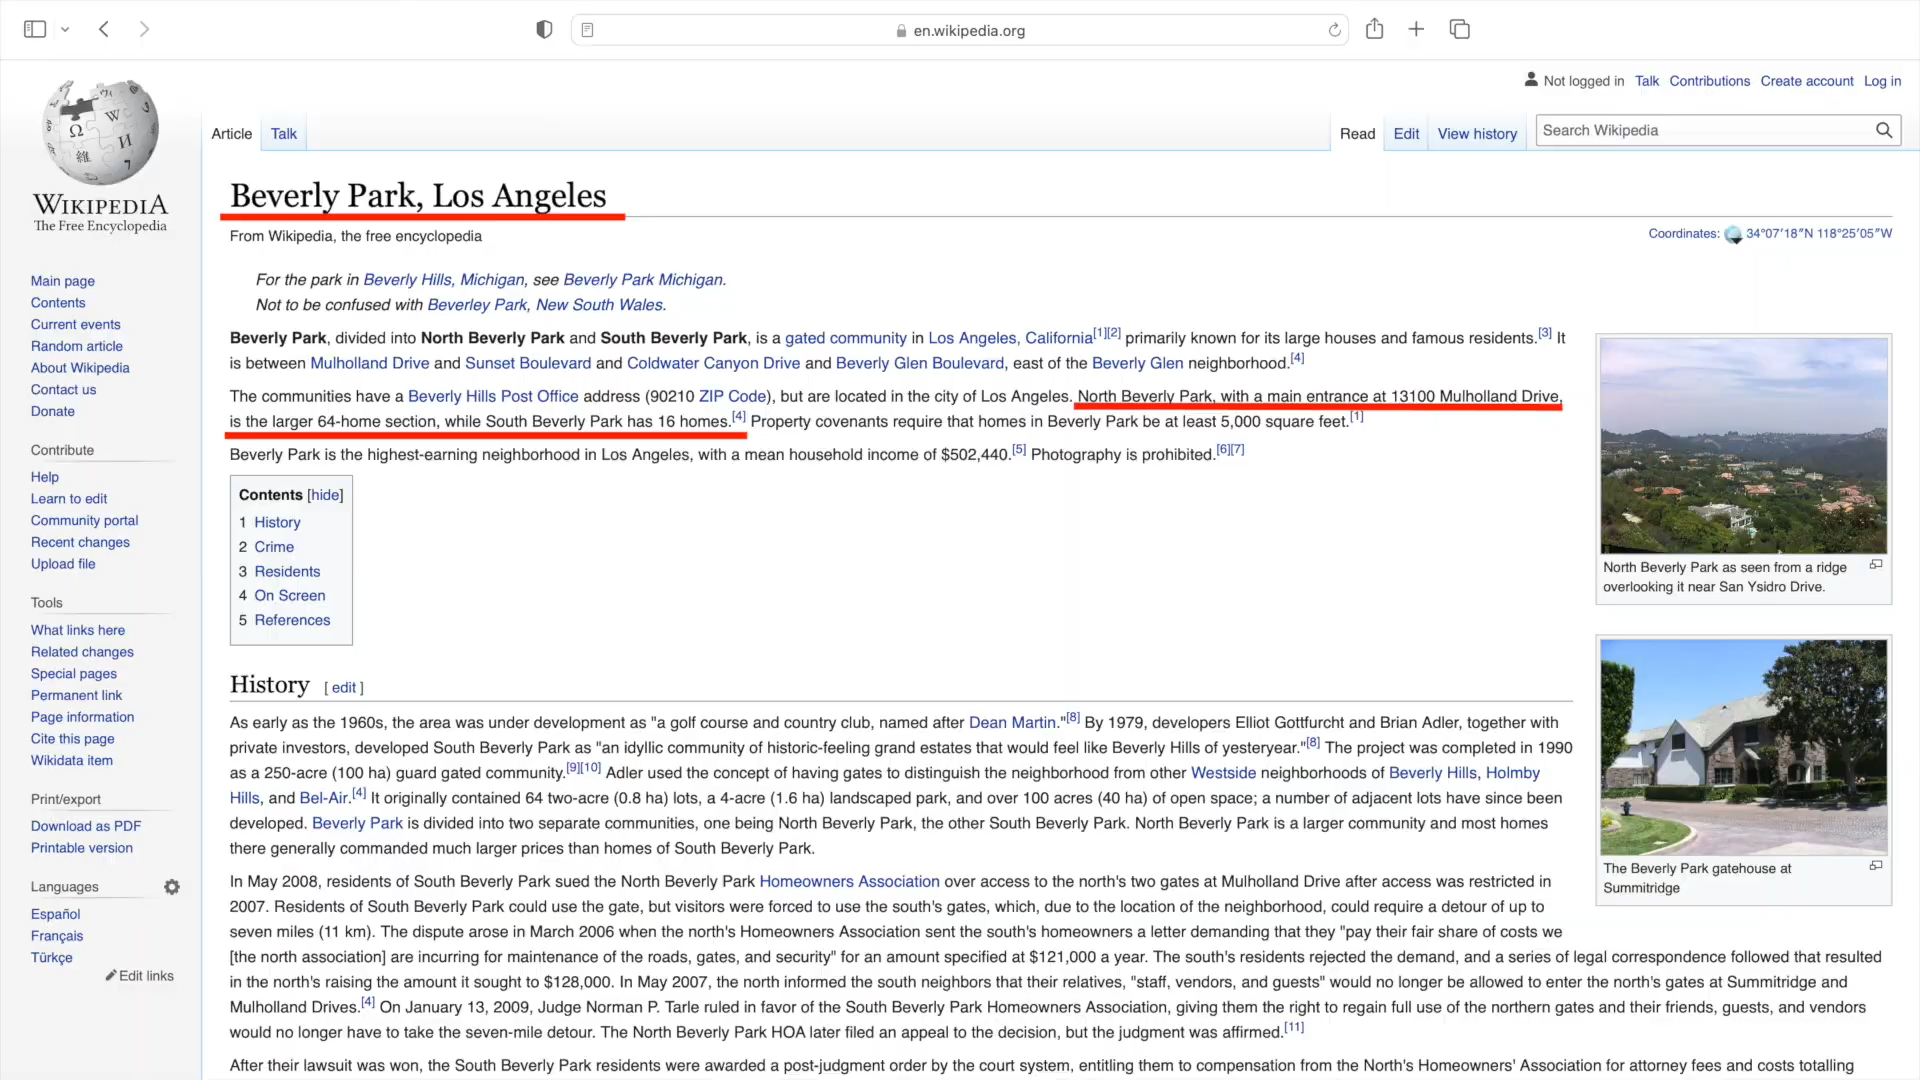 en.wikipedia.org
Not logged in Talk Contributions Create account Log in
Article Talk Read Edit View history Search Wikipedia
WIKIPEDIA
The Free Encyclopedia
Main page
Contents
Current events
Random article
About Wikipedia
Contact us
Donate
Contribute
Help
Learn to edit
Community portal
Recent changes
Upload file
Tools
What links here
Related changes
Special pages
Permanent link
Page information
Cite this page
Wikidata item
Print/export
Download as PDF
Printable version
Languages
Español
Français
Türkçe
Edit links
Beverly Park, Los Angeles
From Wikipedia, the free encyclopedia
Coordinates: 34°07′18″N 118°25′05″W
For the park in Beverly Hills, Michigan, see Beverly Park Michigan.
Not to be confused with Beverley Park, New South Wales.
Beverly Park, divided into North Beverly Park and South Beverly Park, is a gated community in Los Angeles, California[1][2] primarily known for its large houses and famous residents.[3] It
is between Mulholland Drive and Sunset Boulevard and Coldwater Canyon Drive and Beverly Glen Boulevard, east of the Beverly Glen neighborhood.[4]
The communities have a Beverly Hills Post Office address (90210 ZIP Code), but are located in the city of Los Angeles. North Beverly Park, with a main entrance at 13100 Mulholland Drive,
is the larger 64-home section, while South Beverly Park has 16 homes.[4] Property covenants require that homes in Beverly Park be at least 5,000 square feet.[1]
Beverly Park is the highest-earning neighborhood in Los Angeles, with a mean household income of $502,440.[5] Photography is prohibited.[6][7]
Contents [hide]
1 History
2 Crime
3 Residents
4 On Screen
5 References
North Beverly Park as seen from a ridge
overlooking it near San Ysidro Drive.
The Beverly Park gatehouse at
Summitridge
History [ edit ]
As early as the 1960s, the area was under development as "a golf course and country club, named after Dean Martin."[8] By 1979, developers Elliot Gottfurcht and Brian Adler, together with
private investors, developed South Beverly Park as "an idyllic community of historic-feeling grand estates that would feel like Beverly Hills of yesteryear."[8] The project was completed in 1990
as a 250-acre (100 ha) guard gated community.[9][10] Adler used the concept of having gates to distinguish the neighborhood from other Westside neighborhoods of Beverly Hills, Holmby
Hills, and Bel-Air.[4] It originally contained 64 two-acre (0.8 ha) lots, a 4-acre (1.6 ha) landscaped park, and over 100 acres (40 ha) of open space; a number of adjacent lots have since been
developed. Beverly Park is divided into two separate communities, one being North Beverly Park, the other South Beverly Park. North Beverly Park is a larger community and most homes
there generally commanded much larger prices than homes of South Beverly Park.
In May 2008, residents of South Beverly Park sued the North Beverly Park Homeowners Association over access to the north's two gates at Mulholland Drive after access was restricted in
2007. Residents of South Beverly Park could use the gate, but visitors were forced to use the south's gates, which, due to the location of the neighborhood, could require a detour of up to
seven miles (11 km). The dispute arose in March 2006 when the north's Homeowners Association sent the south's homeowners a letter demanding that they "pay their fair share of costs we
[the north association] are incurring for maintenance of the roads, gates, and security" for an amount specified at $121,000 a year. The south's residents rejected the demand, and a series of legal correspondence followed that resulted
in the north's raising the amount it sought to $128,000. In May 2007, the north informed the south neighbors that their relatives, "staff, vendors, and guests" would no longer be allowed to enter the north's gates at Summitridge and
Mulholland Drives.[4] On January 13, 2009, Judge Norman P. Tarle ruled in favor of the South Beverly Park Homeowners Association, giving them the right to regain full use of the northern gates and their friends, guests, and vendors
would no longer have to take the seven-mile detour. The North Beverly Park HOA later filed an appeal to the decision, but the judgment was affirmed.[11]
After their lawsuit was won, the South Beverly Park residents were awarded a post-judgment order by the court system, entitling them to compensation from the North's Homeowners' Association for attorney fees and costs totalling